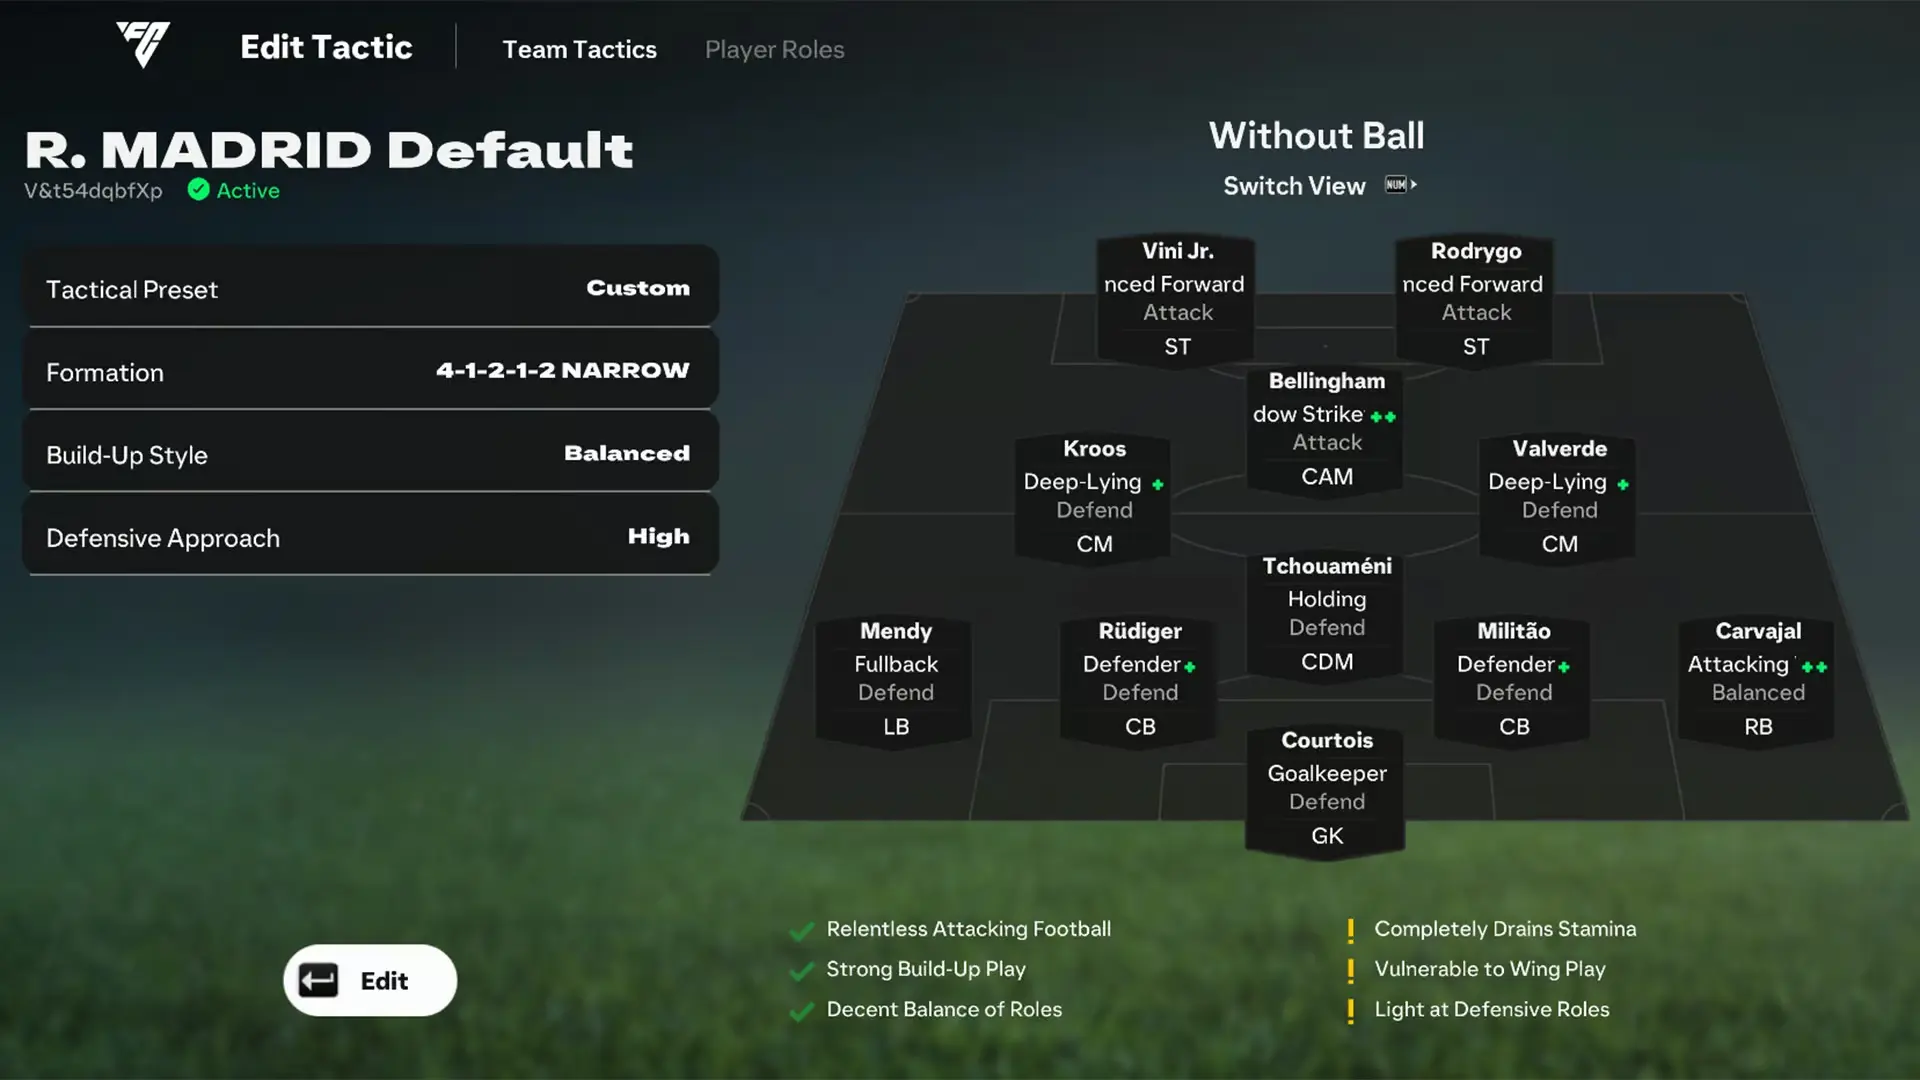 Edit Tactic
Team Tactics
Player Roles
R. MADRID Default
V&t54dqbfXp
Active
Tactical Preset Custom
Formation 4-1-2-1-2 NARROW
Build-Up Style Balanced
Defensive Approach High
Edit
Without Ball
Switch View NUM
Vini Jr.
nced Forward
Attack
ST
Rodrygo
nced Forward
Attack
ST
Bellingham
dow Strike ++
Attack
CAM
Kroos
Deep-Lying +
Defend
CM
Valverde
Deep-Lying +
Defend
CM
Tchouaméni
Holding
Defend
CDM
Mendy
Fullback
Defend
LB
Rüdiger
Defender+
Defend
CB
Militão
Defender+
Defend
CB
Carvajal
Attacking ++
Balanced
RB
Courtois
Goalkeeper
Defend
GK
Relentless Attacking Football
Strong Build-Up Play
Decent Balance of Roles
! Completely Drains Stamina
! Vulnerable to Wing Play
! Light at Defensive Roles